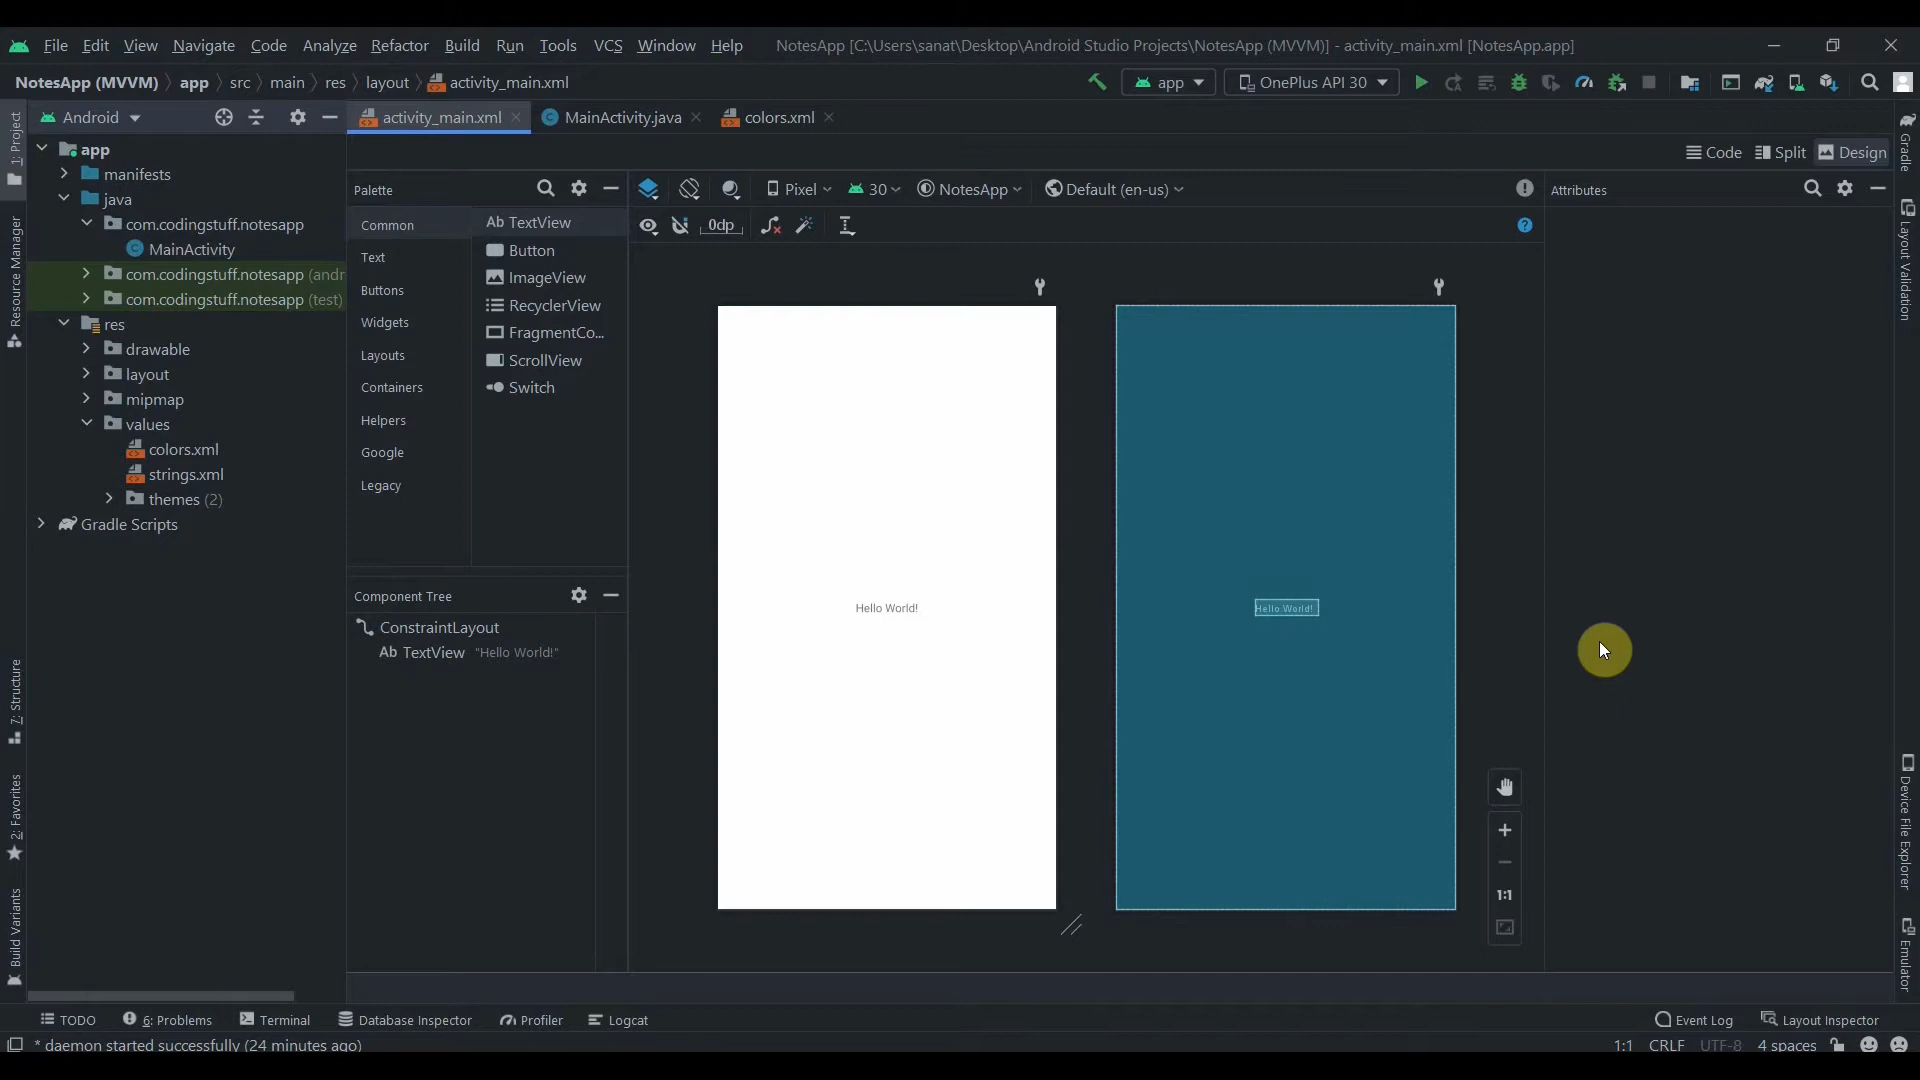 File Edit View Navigate Code Analyze Refactor Build Run Tools VCS Window Help NotesApp [C:\Users\sanat\Desktop\Android Studio Projects\NotesApp (MVVM)] - activity_main.xml [NotesApp.app]
NotesApp (MVVM) app src main res layout activity_main.xml app OnePlus API 30
Android activity_main.xml MainActivity.java colors.xml
Code Split Design
1: Project
Resource Manager
7: Structure
2: Favorites
Build Variants
app
manifests
java
com.codingstuff.notesapp
MainActivity
com.codingstuff.notesapp (andr
com.codingstuff.notesapp (test)
res
drawable
layout
mipmap
values
colors.xml
strings.xml
themes (2)
Gradle Scripts
Palette
Common
Text
Buttons
Widgets
Layouts
Containers
Helpers
Google
Legacy
Ab TextView
Button
ImageView
RecyclerView
FragmentCo...
ScrollView
Switch
Component Tree
ConstraintLayout
Ab TextView "Hello World!"
Pixel 30 NotesApp Default (en-us)
0dp
Hello World!
Hello World!
1:1
Attributes
Gradle
Layout Validation
Device File Explorer
Emulator
TODO 6: Problems Terminal Database Inspector Profiler Logcat Event Log Layout Inspector
* daemon started successfully (24 minutes ago) 1:1 CRLF UTF-8 4 spaces